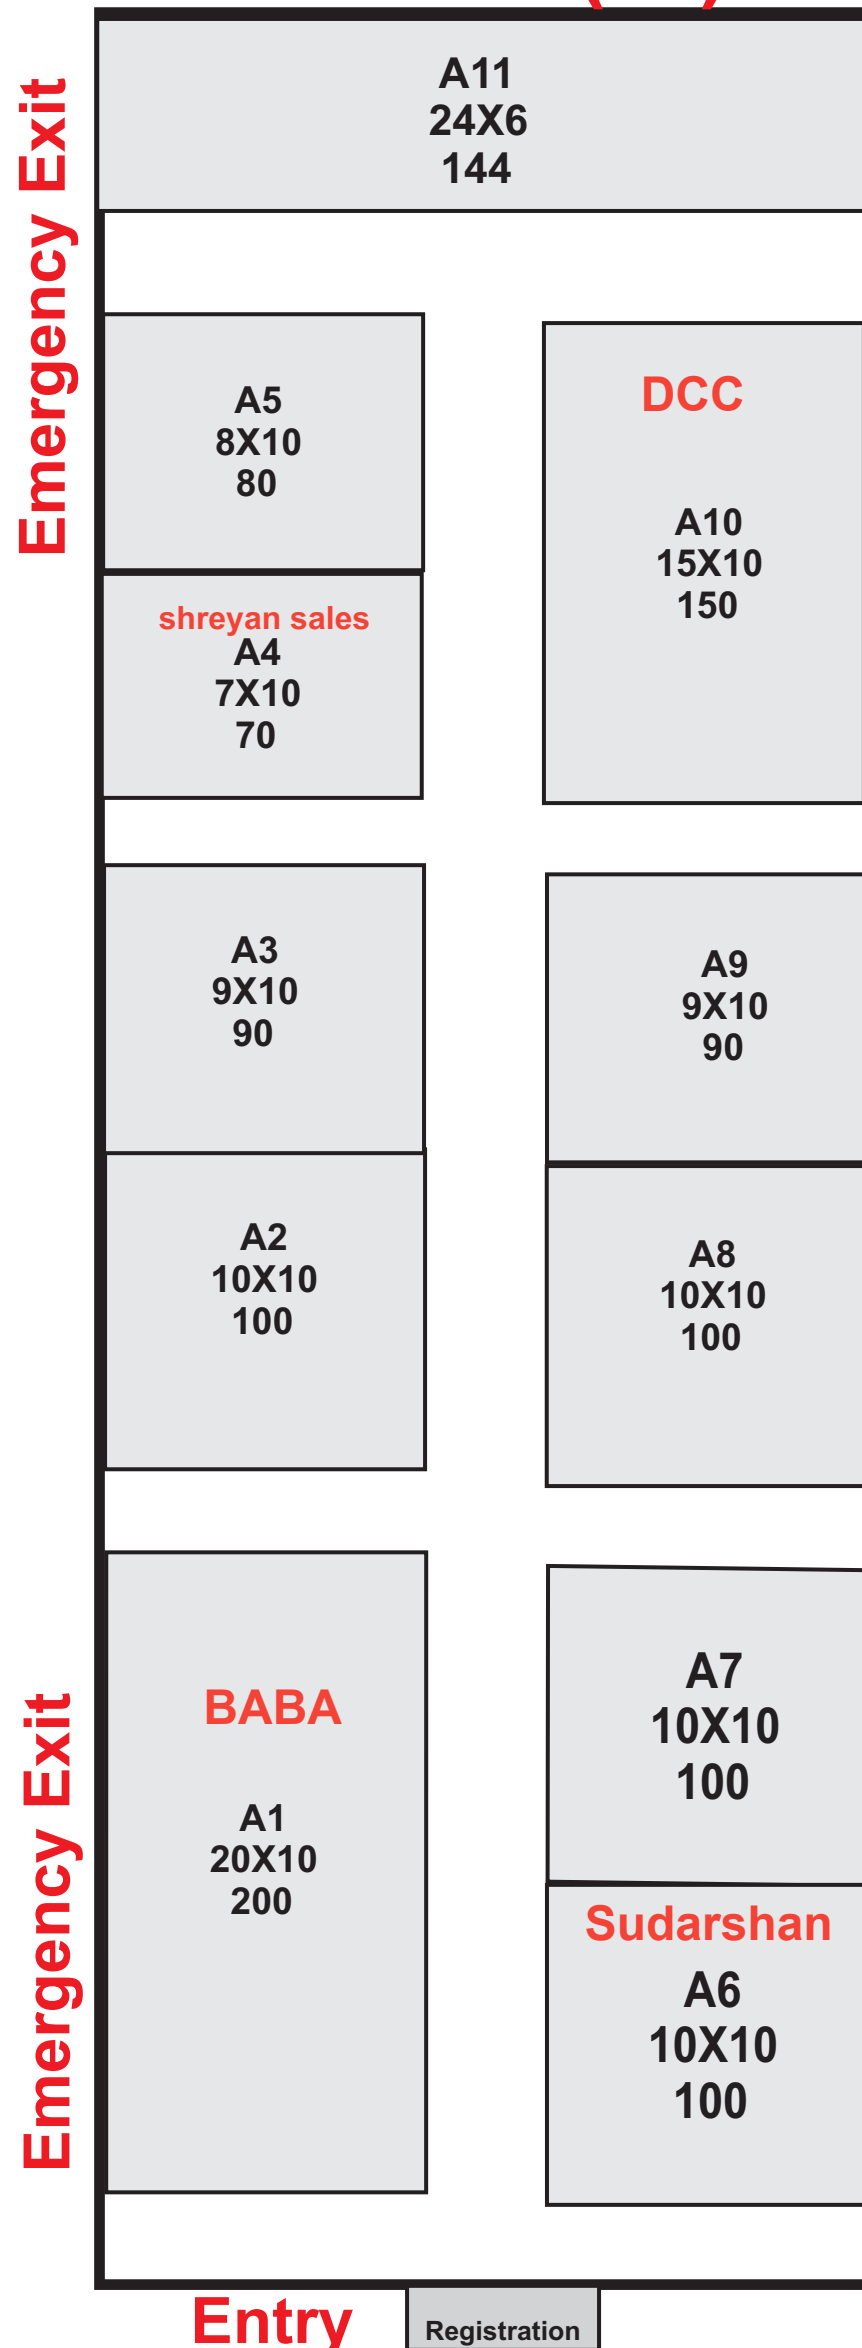 A11
24X6
144
Emergency Exit
A5
8X10
80
DCC
A10
15X10
150
shreyan sales
A4
7X10
70
A3
9X10
90
A9
9X10
90
A2
10X10
100
A8
10X10
100
Emergency Exit
BABA
A1
20X10
200
A7
10X10
100
Sudarshan
A6
10X10
100
Entry
Registration